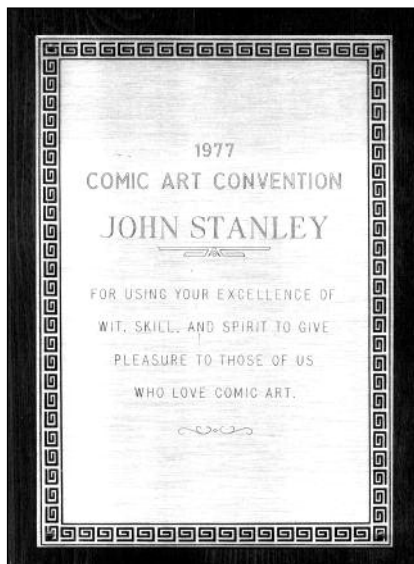 1977
COMIC ART CONVENTION
JOHN STANLEY
FOR USING YOUR EXCELLENCE OF
WIT, SKILL, AND SPIRIT TO GIVE
PLEASURE TO THOSE OF US
WHO LOVE COMIC ART.